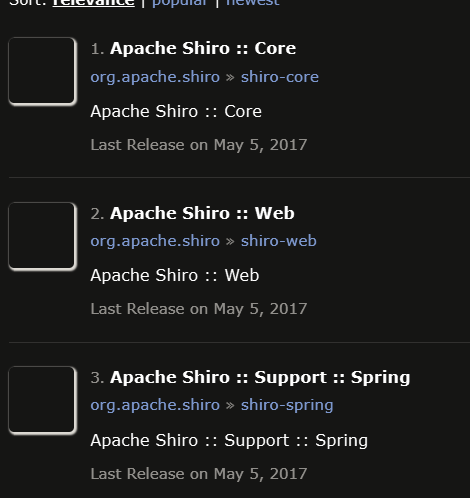 Sort: relevance | popular | newest
1. Apache Shiro :: Core
org.apache.shiro » shiro-core
Apache Shiro :: Core
Last Release on May 5, 2017
2. Apache Shiro :: Web
org.apache.shiro » shiro-web
Apache Shiro :: Web
Last Release on May 5, 2017
3. Apache Shiro :: Support :: Spring
org.apache.shiro » shiro-spring
Apache Shiro :: Support :: Spring
Last Release on May 5, 2017